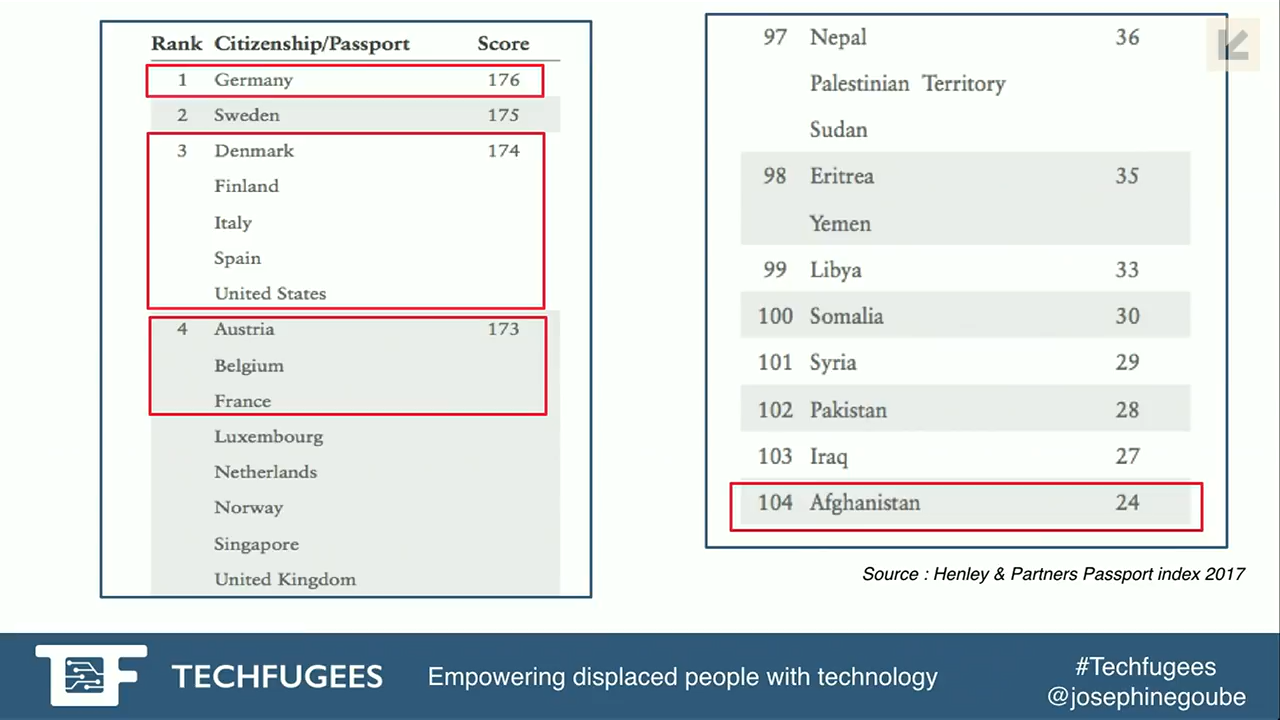 Rank Citizenship/Passport Score
1 Germany 176
2 Sweden 175
3 Denmark 174
Finland
Italy
Spain
United States
4 Austria 173
Belgium
France
Luxembourg
Netherlands
Norway
Singapore
United Kingdom
97 Nepal 36
Palestinian Territory
Sudan
98 Eritrea 35
Yemen
99 Libya 33
100 Somalia 30
101 Syria 29
102 Pakistan 28
103 Iraq 27
104 Afghanistan 24
Source : Henley & Partners Passport index 2017
TF TECHFUGEES Empowering displaced people with technology
#Techfugees
@josephinegoube